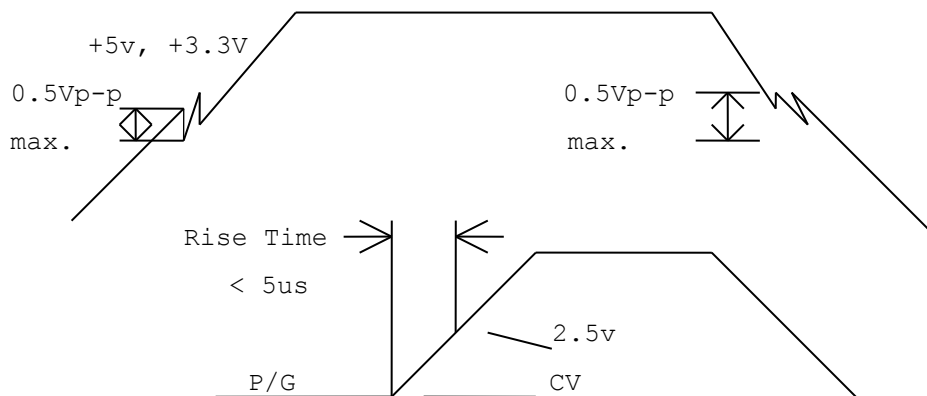 +5v, +3.3V
0.5Vp-p
max.
0.5Vp-p
max.
Rise Time
< 5us
2.5v
P/G
CV